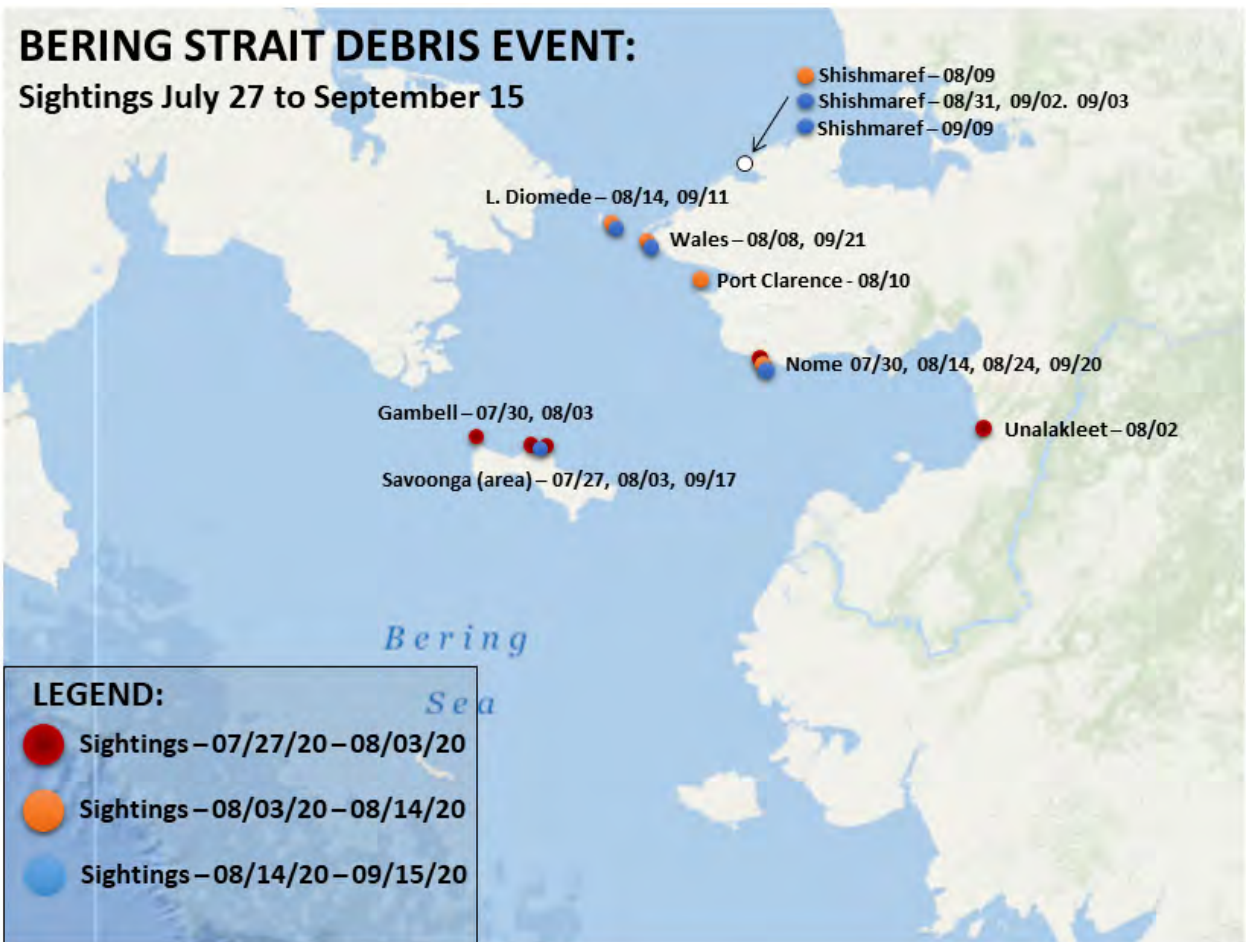 BERING STRAIT DEBRIS EVENT:
Sightings July 27 to September 15
Shishmaref – 08/09
Shishmaref – 08/31, 09/02. 09/03
Shishmaref – 09/09
L. Diomede – 08/14, 09/11
Wales – 08/08, 09/21
Port Clarence - 08/10
Nome 07/30, 08/14, 08/24, 09/20
Gambell – 07/30, 08/03
Unalakleet – 08/02
Savoonga (area) – 07/27, 08/03, 09/17
Bering
Sea
LEGEND:
Sightings – 07/27/20 – 08/03/20
Sightings – 08/03/20 – 08/14/20
Sightings – 08/14/20 – 09/15/20